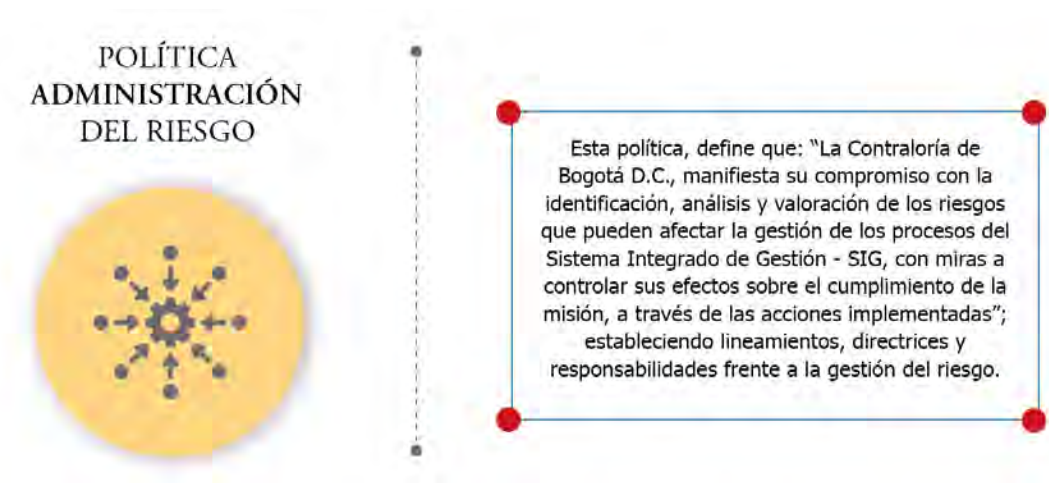 POLÍTICA
ADMINISTRACIÓN
DEL RIESGO
Esta política, define que: “La Contraloría de
Bogotá D.C., manifiesta su compromiso con la
identificación, análisis y valoración de los riesgos
que pueden afectar la gestión de los procesos del
Sistema Integrado de Gestión - SIG, con miras a
controlar sus efectos sobre el cumplimiento de la
misión, a través de las acciones implementadas”;
estableciendo lineamientos, directrices y
responsabilidades frente a la gestión del riesgo.